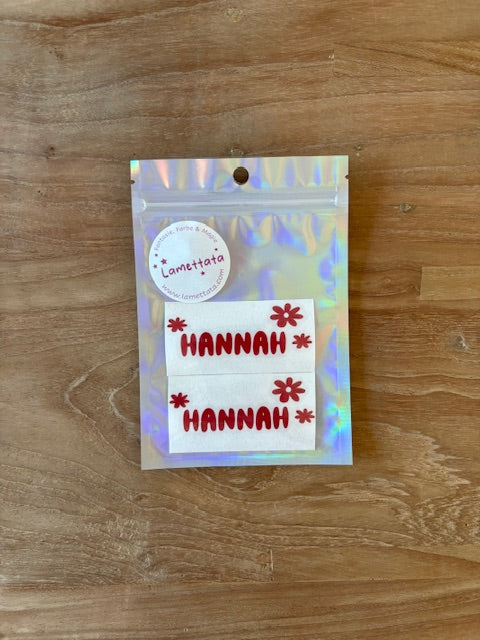 Fantasie, Farbe & Magie
Lamettata
www.lamettata.com
HANNAH
HANNAH